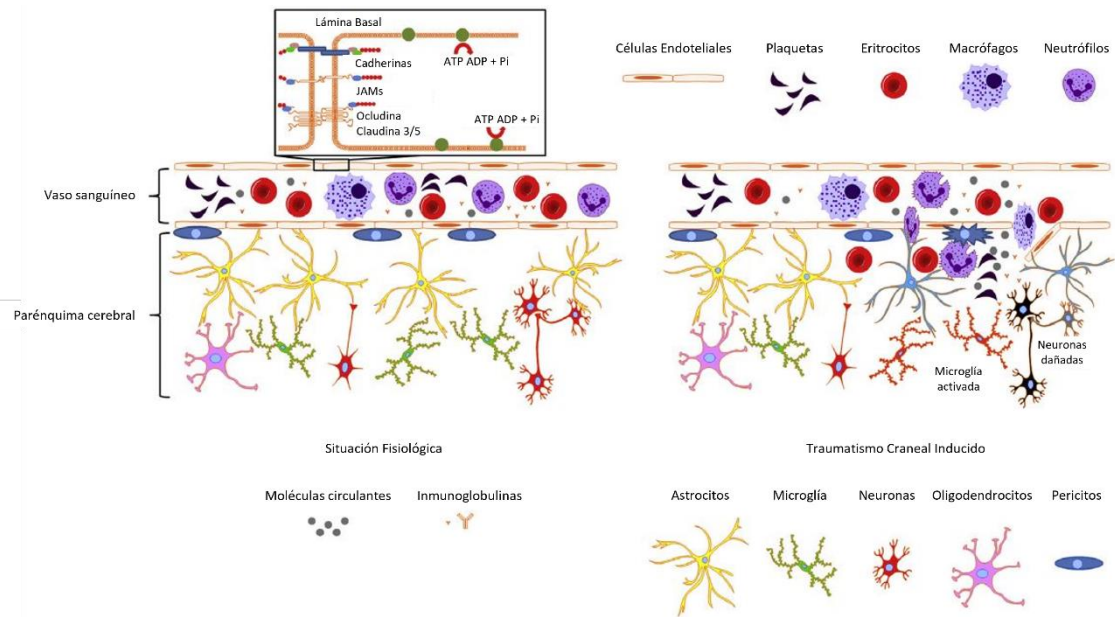 Lámina Basal
Cadherinas
JAMs
Ocludina
Claudina 3/5
ATP ADP + Pi
ATP ADP + Pi
Células Endoteliales
Plaquetas
Eritrocitos
Macrófagos
Neutrófilos
Vaso sanguíneo
Parénquima cerebral
Microglía
activada
Neuronas
dañadas
Situación Fisiológica
Traumatismo Craneal Inducido
Moléculas circulantes
Inmunoglobulinas
Astrocitos
Microglía
Neuronas
Oligodendrocitos
Pericitos